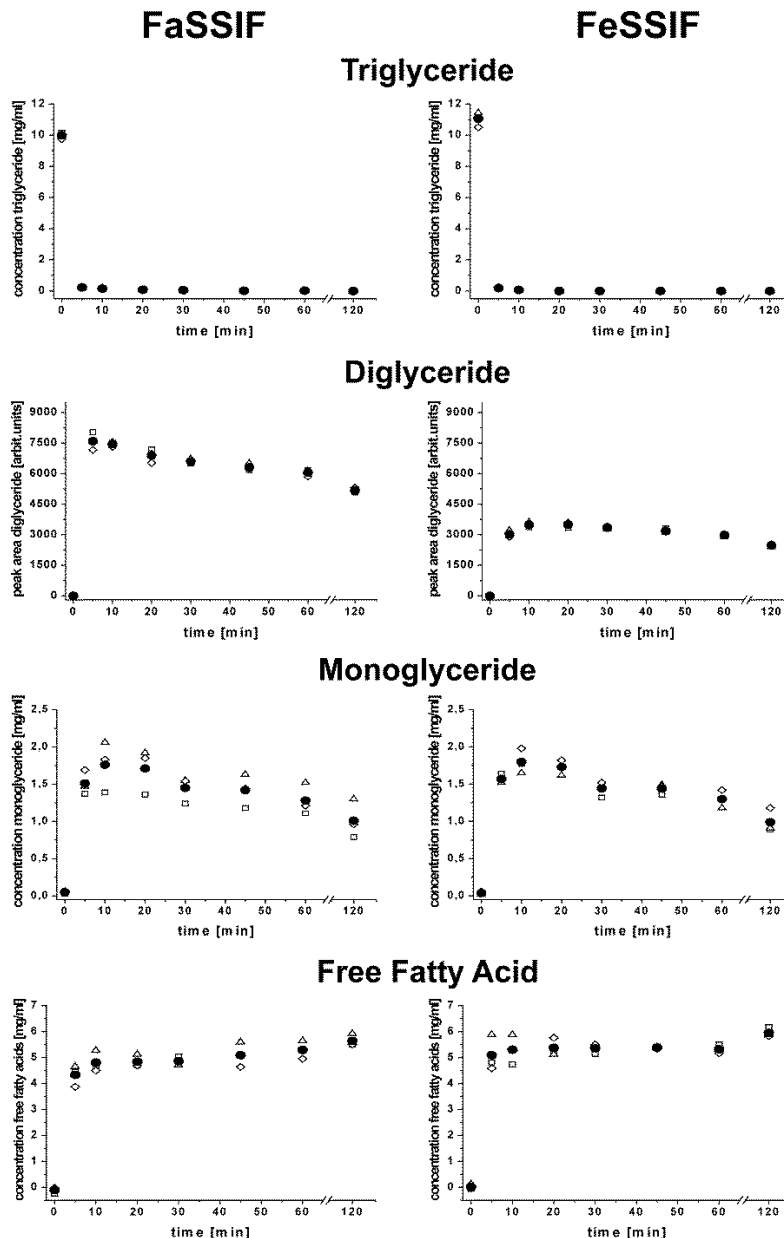 FaSSIF FeSSIF
Triglyceride
concentration triglyceride [mg/ml]
12
10
8
6
4
2
0
0 10 20 30 40 50 60 120
time [min]
concentration triglyceride [mg/ml]
12
10
8
6
4
2
0
0 10 20 30 40 50 60 120
time [min]
Diglyceride
peak area diglyceride [arbit.units]
9000
7500
6000
4500
3000
1500
0
0 10 20 30 40 50 60 120
time [min]
peak area diglyceride [arbit.units]
9000
7500
6000
4500
3000
1500
0
0 10 20 30 40 50 60 120
time [min]
Monoglyceride
concentration monoglyceride [mg/ml]
2,5
2,0
1,5
1,0
0,5
0,0
0 10 20 30 40 50 60 120
time [min]
concentration monoglyceride [mg/ml]
2,5
2,0
1,5
1,0
0,5
0,0
0 10 20 30 40 50 60 120
time [min]
Free Fatty Acid
concentration free fatty acids [mg/ml]
7
6
5
4
3
2
1
0
0 10 20 30 40 50 60 120
time [min]
concentration free fatty acids [mg/ml]
7
6
5
4
3
2
1
0
0 10 20 30 40 50 60 120
time [min]